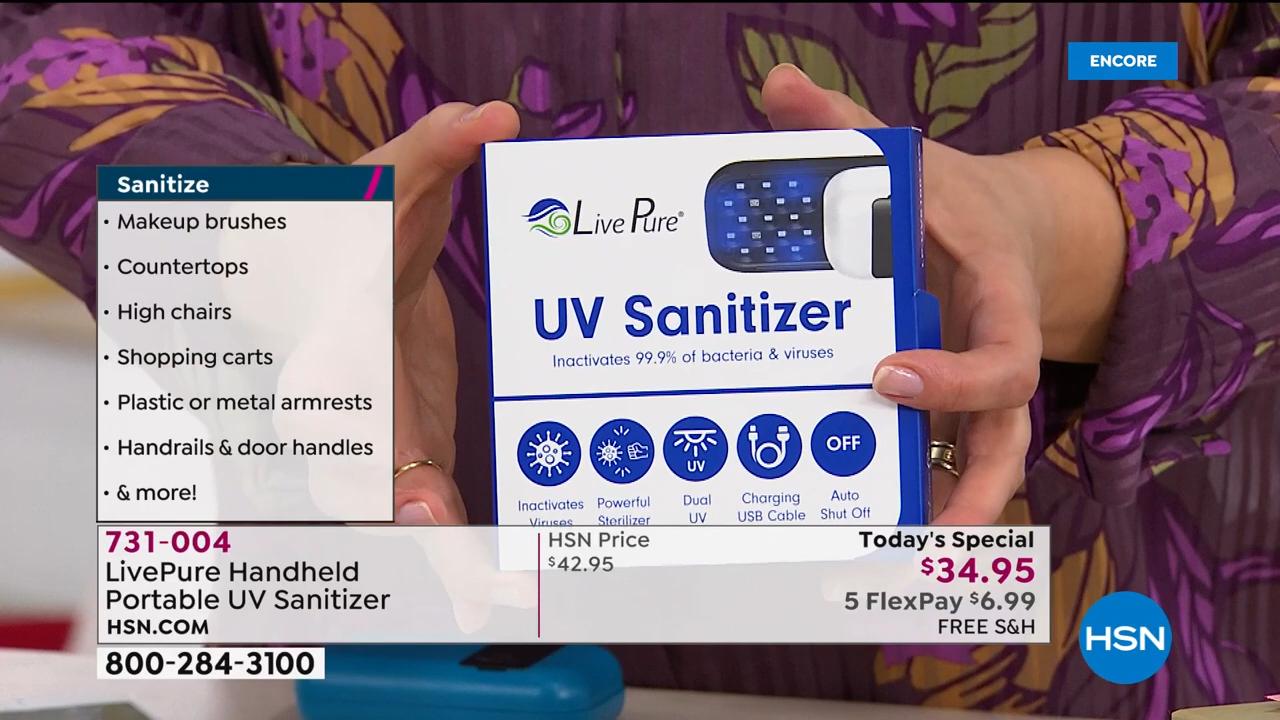 ENCORE
Sanitize
• Makeup brushes
• Countertops
• High chairs
• Shopping carts
• Plastic or metal armrests
• Handrails & door handles
• & more!
Live Pure®
UV Sanitizer
Inactivates 99.9% of bacteria & viruses
UV
OFF
Inactivates
Viruses
Powerful
Sterilizer
Dual
UV
Charging
USB Cable
Auto
Shut Off
731-004
LivePure Handheld
Portable UV Sanitizer
HSN.COM
HSN Price
$42.95
Today's Special
$34.95
5 FlexPay $6.99
FREE S&H
800-284-3100
HSN